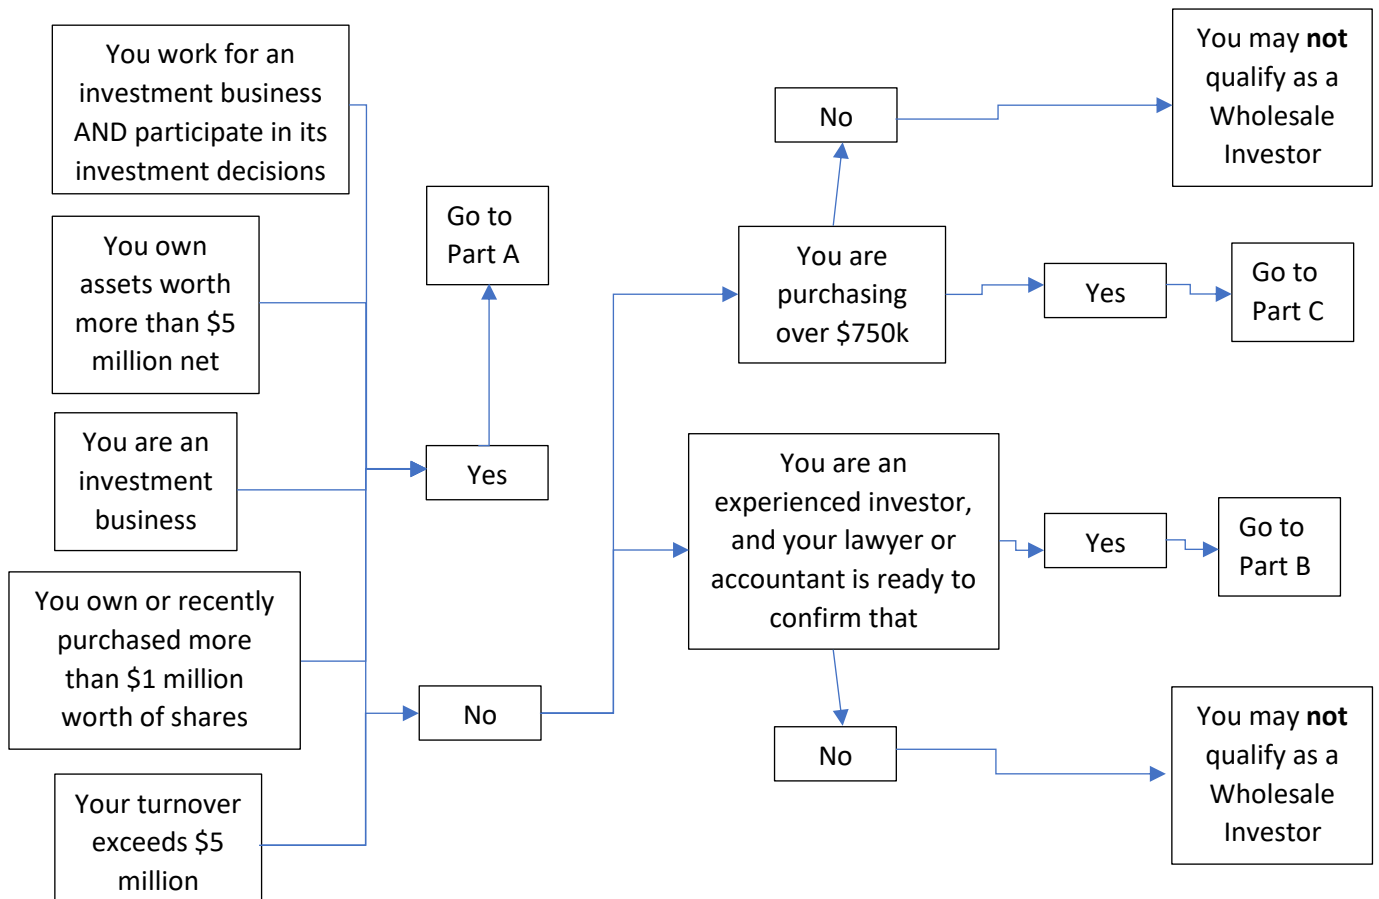 You work for an
investment business
AND participate in its
investment decisions
You own
assets worth
more than $5
million net
You are an
investment
business
You own or recently
purchased more
than $1 million
worth of shares
Your turnover
exceeds $5
million
Go to
Part A
Yes
No
No
You are
purchasing
over $750k
Yes
Go to
Part C
You may not
qualify as a
Wholesale
Investor
You are an
experienced investor,
and your lawyer or
accountant is ready to
confirm that
Yes
Go to
Part B
No
You may not
qualify as a
Wholesale
Investor